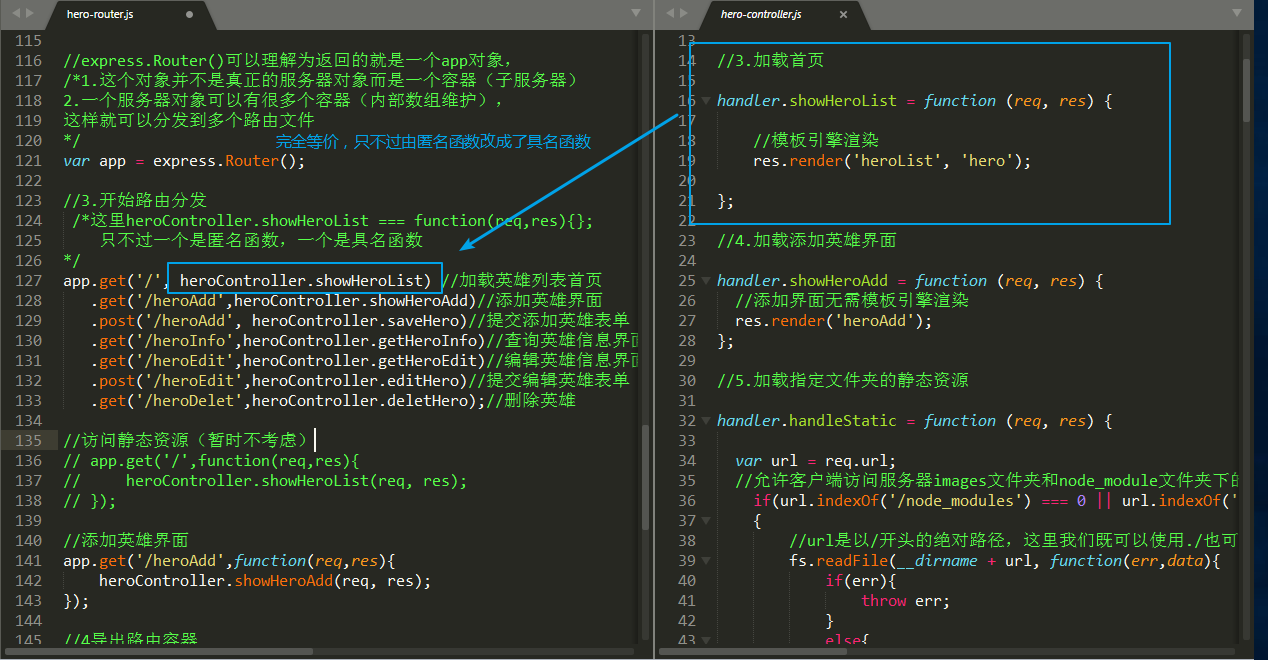 hero-router.js
115
116 //express.Router()可以理解为返回的就是一个app对象,
117 /*1.这个对象并不是真正的服务器对象而是一个容器（子服务器）
118 2.一个服务器对象可以有很多个容器（内部数组维护），
119 这样就可以分发到多个路由文件
120 */ 完全等价，只不过由匿名函数改成了具名函数
121 var app = express.Router();
122
123 //3.开始路由分发
124 /*这里heroController.showHeroList === function(req,res){};
125 只不过一个是匿名函数，一个是具名函数
126 */
127 app.get('/', heroController.showHeroList) //加载英雄列表首页
128 .get('/heroAdd',heroController.showHeroAdd)//添加英雄界面
129 .post('/heroAdd', heroController.saveHero)//提交添加英雄表单
130 .get('/heroInfo',heroController.getHeroInfo)//查询英雄信息界面
131 .get('/heroEdit',heroController.getHeroEdit)//编辑英雄信息界面
132 .post('/heroEdit',heroController.editHero)//提交编辑英雄表单
133 .get('/heroDelet',heroController.deletHero);//删除英雄
134
135 //访问静态资源（暂时不考虑）
136 // app.get('/',function(req,res){
137 // heroController.showHeroList(req, res);
138 // });
139
140 //添加英雄界面
141 app.get('/heroAdd',function(req,res){
142 heroController.showHeroAdd(req, res);
143 });
144
145 //4导出路由容器
hero-controller.js
13
14 //3.加载首页
15
16 handler.showHeroList = function (req, res) {
17
18 //模板引擎渲染
19 res.render('heroList', 'hero');
20
21 };
22
23 //4.加载添加英雄界面
24
25 handler.showHeroAdd = function (req, res) {
26 //添加界面无需模板引擎渲染
27 res.render('heroAdd');
28 };
29
30 //5.加载指定文件夹的静态资源
31
32 handler.handleStatic = function (req, res) {
33
34 var url = req.url;
35 //允许客户端访问服务器images文件夹和node_module文件夹下的
36 if(url.indexOf('/node_modules') === 0 || url.indexOf('
37 {
38 //url是以/开头的绝对路径，这里我们既可以使用./也可
39 fs.readFile(__dirname + url, function(err,data){
40 if(err){
41 throw err;
42 }
43 else{